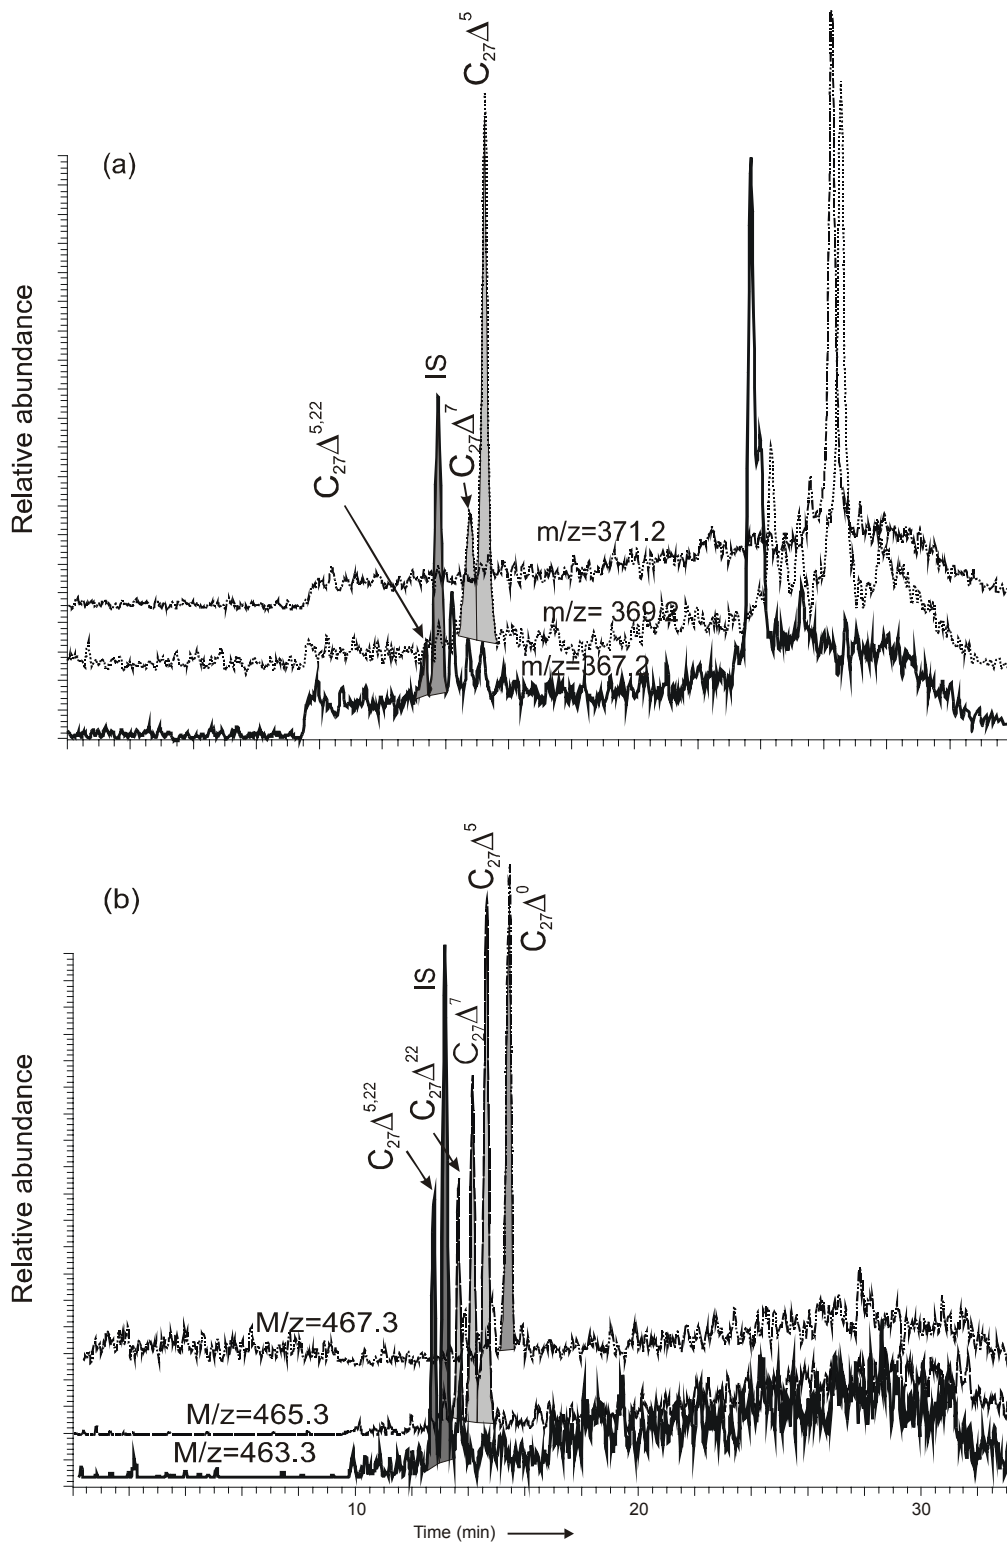 (a)
Relative abundance
C27Δ5,22
IS
C27Δ7
C27Δ5
m/z=371.2
m/z= 369.2
m/z=367.2
(b)
Relative abundance
C27Δ5,22
C27Δ22
IS
C27Δ7
C27Δ5
C27Δ0
M/z=467.3
M/z=465.3
M/z=463.3
10 20 30
Time (min)